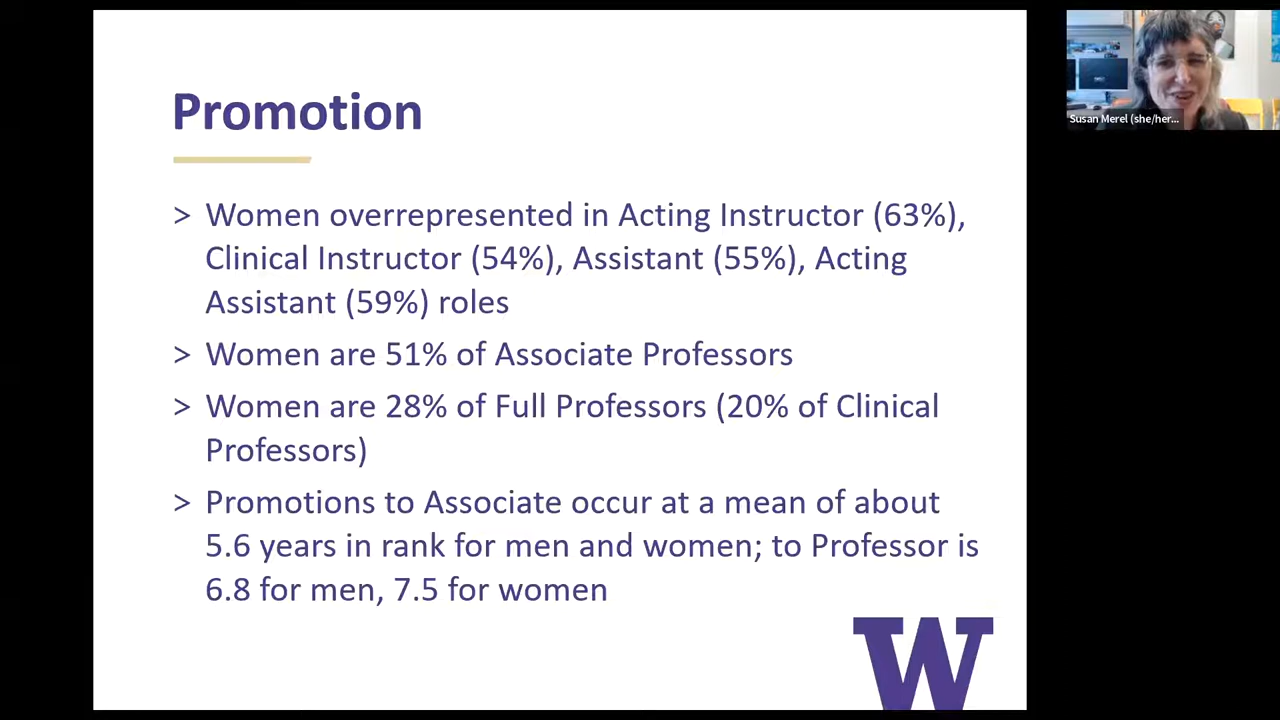 Promotion
> Women overrepresented in Acting Instructor (63%),
Clinical Instructor (54%), Assistant (55%), Acting
Assistant (59%) roles
> Women are 51% of Associate Professors
> Women are 28% of Full Professors (20% of Clinical
Professors)
> Promotions to Associate occur at a mean of about
5.6 years in rank for men and women; to Professor is
6.8 for men, 7.5 for women
W
Susan Merel (she/her...